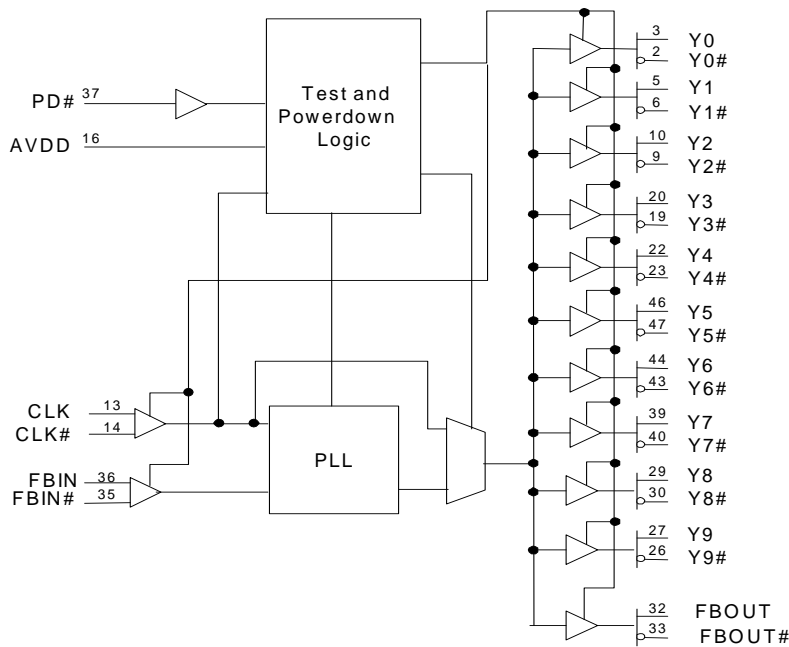 PD# 37
AVDD 16
Test and
Powerdown
Logic
CLK 13
CLK# 14
FBIN 36
FBIN# 35
PLL
3 Y0
2 Y0#
5 Y1
6 Y1#
10 Y2
9 Y2#
20 Y3
19 Y3#
22 Y4
23 Y4#
46 Y5
47 Y5#
44 Y6
43 Y6#
39 Y7
40 Y7#
29 Y8
30 Y8#
27 Y9
26 Y9#
32 FBOUT
33 FBOUT#